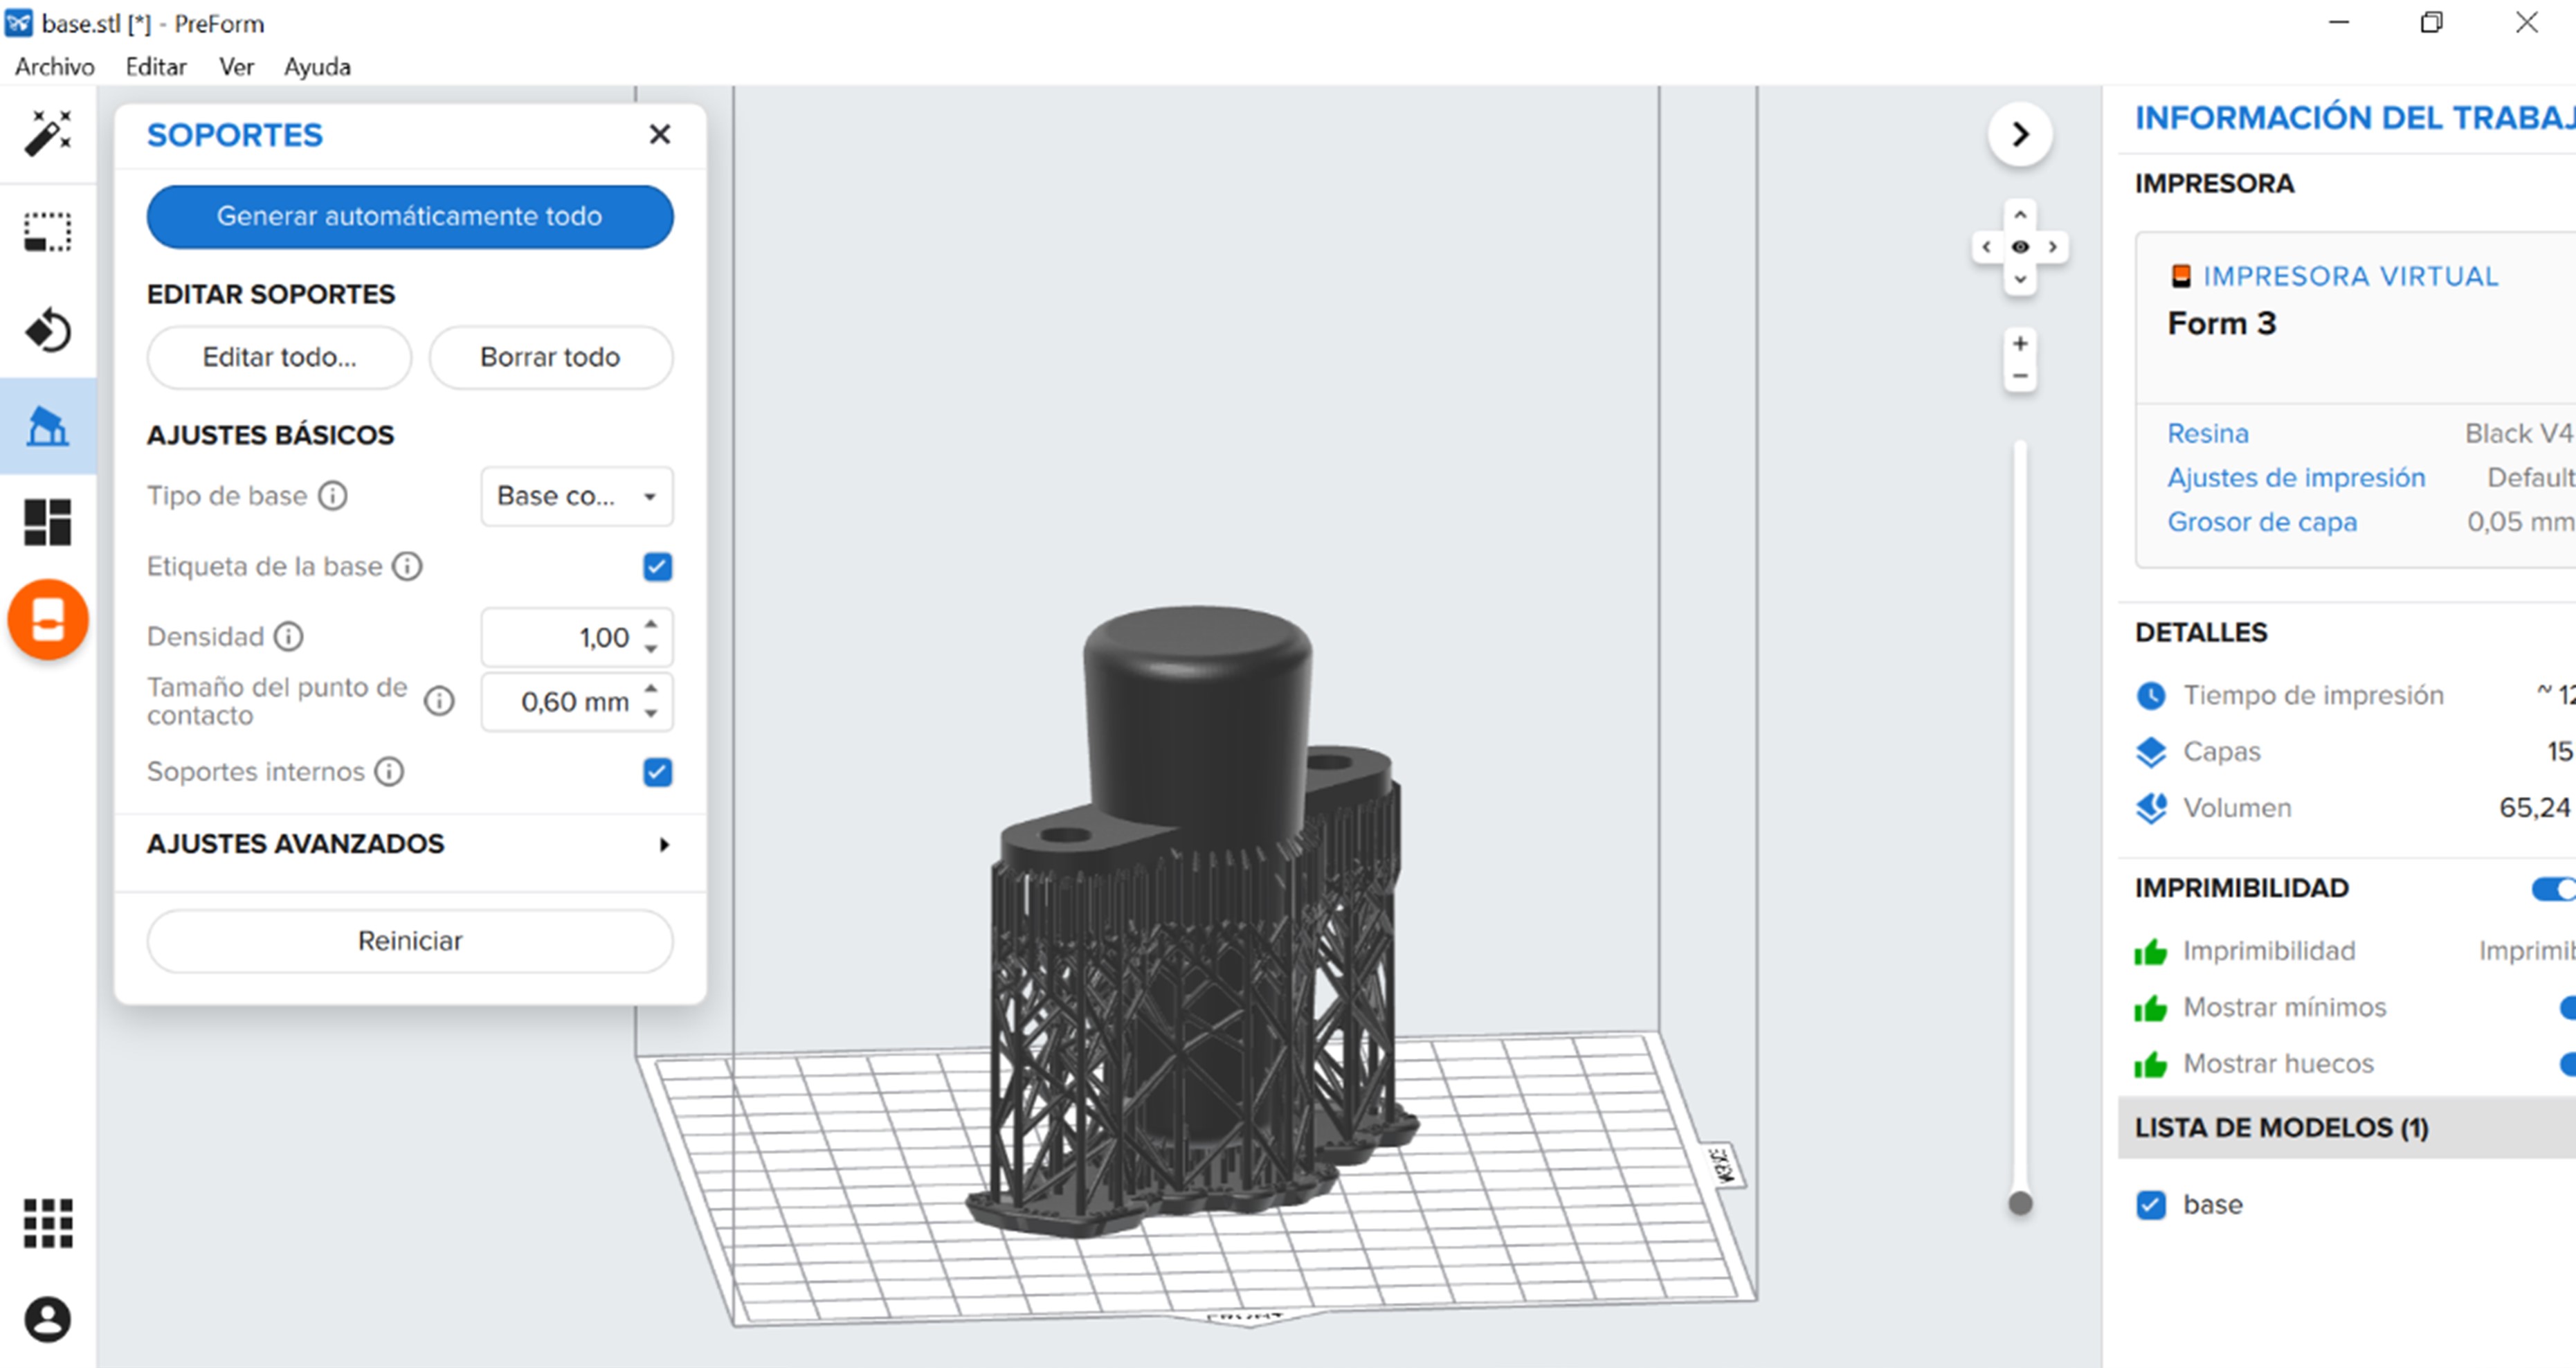 base.stl [*] - PreForm
Archivo Editar Ver Ayuda
SOPORTES
Generar automáticamente todo
EDITAR SOPORTES
Editar todo... Borrar todo
AJUSTES BÁSICOS
Tipo de base Base co...
Etiqueta de la base
Densidad 1,00
Tamaño del punto de
contacto 0,60 mm
Soportes internos
AJUSTES AVANZADOS
Reiniciar
FRONT
INFORMACIÓN DEL TRABAJ
IMPRESORA
IMPRESORA VIRTUAL
Form 3
Resina Black V4
Ajustes de impresión Default
Grosor de capa 0,05 mm
DETALLES
Tiempo de impresión ~ 12
Capas 15
Volumen 65,24
IMPRIMIBILIDAD
Imprimibilidad Imprimib
Mostrar mínimos
Mostrar huecos
LISTA DE MODELOS (1)
base